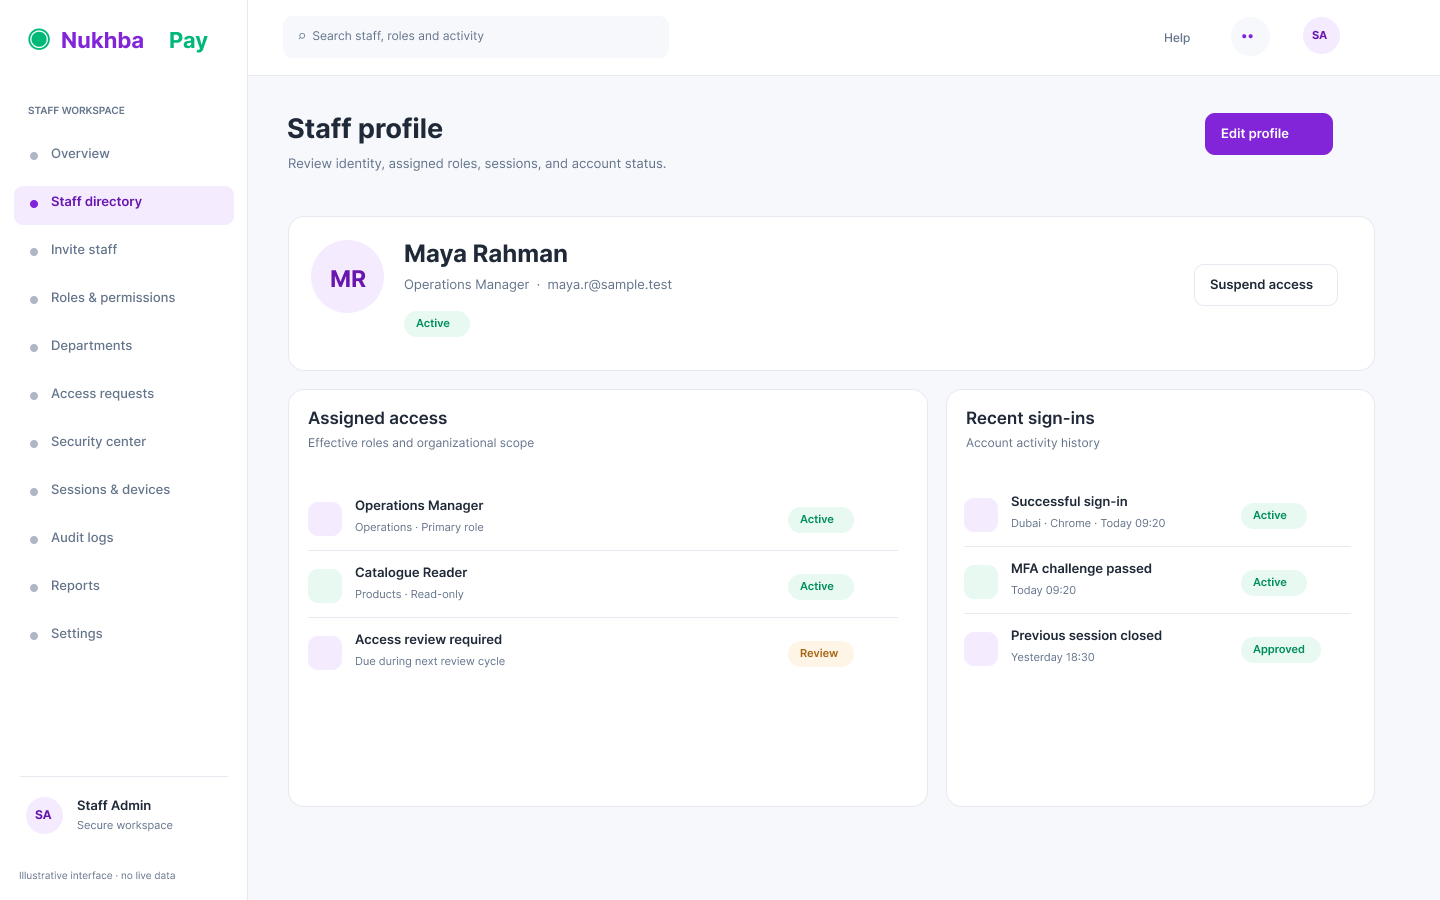 Nukhba Pay
STAFF WORKSPACE
Overview
Staff directory
Invite staff
Roles & permissions
Departments
Access requests
Security center
Sessions & devices
Audit logs
Reports
Settings
SA
Staff Admin
Secure workspace
Illustrative interface · no live data
Search staff, roles and activity
Help
SA
Staff profile
Review identity, assigned roles, sessions, and account status.
Edit profile
MR
Maya Rahman
Operations Manager · maya.r@sample.test
Active
Suspend access
Assigned access
Effective roles and organizational scope
Operations Manager
Operations · Primary role
Active
Catalogue Reader
Products · Read-only
Active
Access review required
Due during next review cycle
Review
Recent sign-ins
Account activity history
Successful sign-in
Dubai · Chrome · Today 09:20
Active
MFA challenge passed
Today 09:20
Active
Previous session closed
Yesterday 18:30
Approved